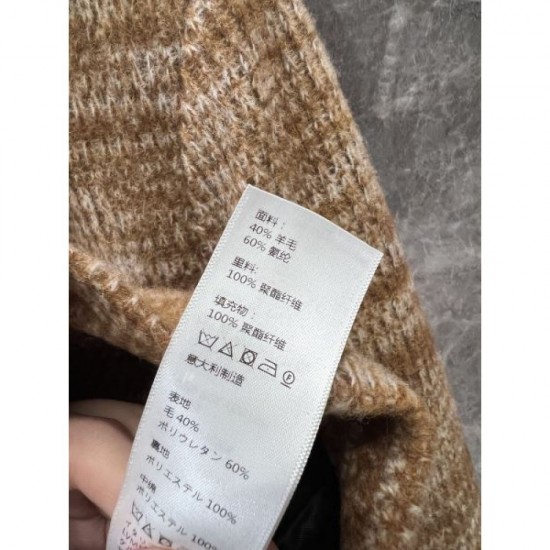 面料：
40% 羊毛
60% 氨纶
里料：
100% 聚酯纤维
填充物：
100% 聚酯纤维
意大利制造
表地
毛 40%
ポリウレタン 60%
裏地
ポリエステル 100%
中綿
ポリエステル 100%